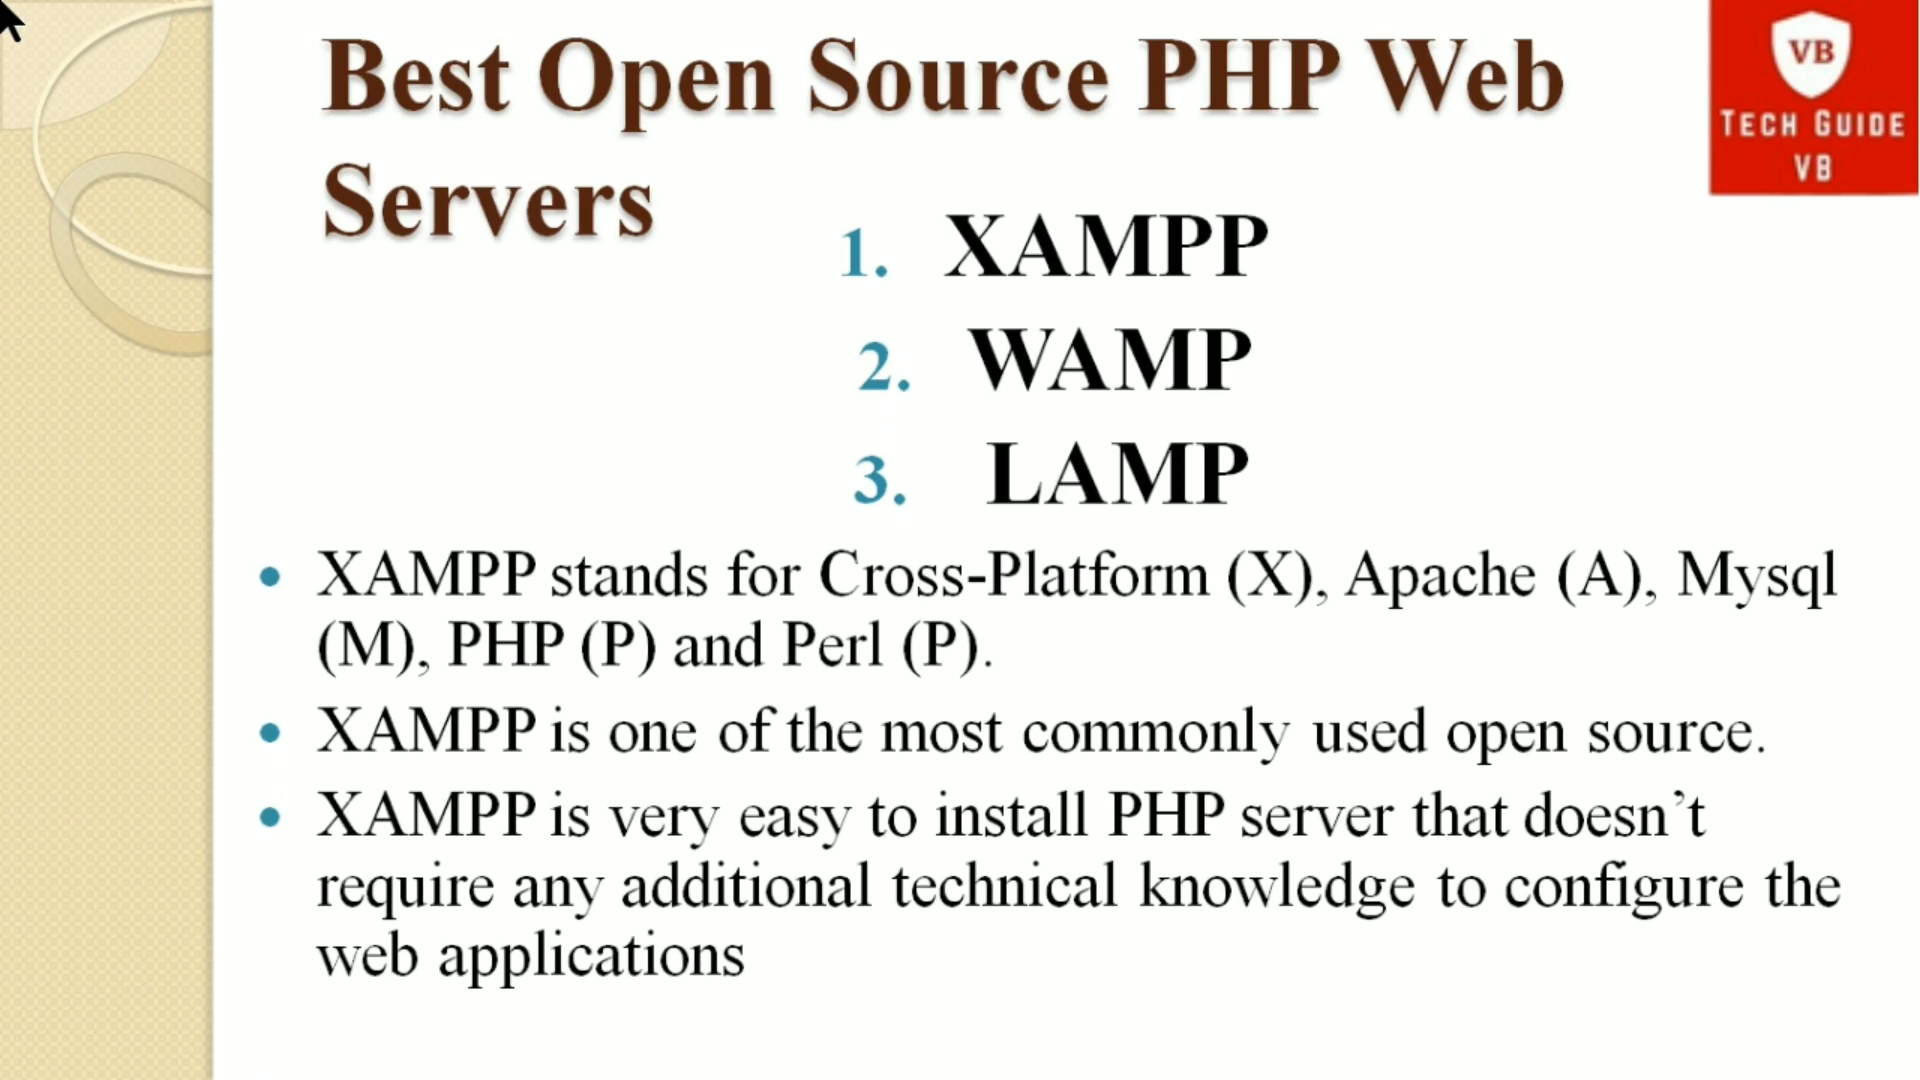 Best Open Source PHP Web
Servers
VB
TECH GUIDE
VB
1. XAMPP
2. WAMP
3. LAMP
• XAMPP stands for Cross-Platform (X), Apache (A), Mysql
(M), PHP (P) and Perl (P).
• XAMPP is one of the most commonly used open source.
• XAMPP is very easy to install PHP server that doesn’t
require any additional technical knowledge to configure the
web applications